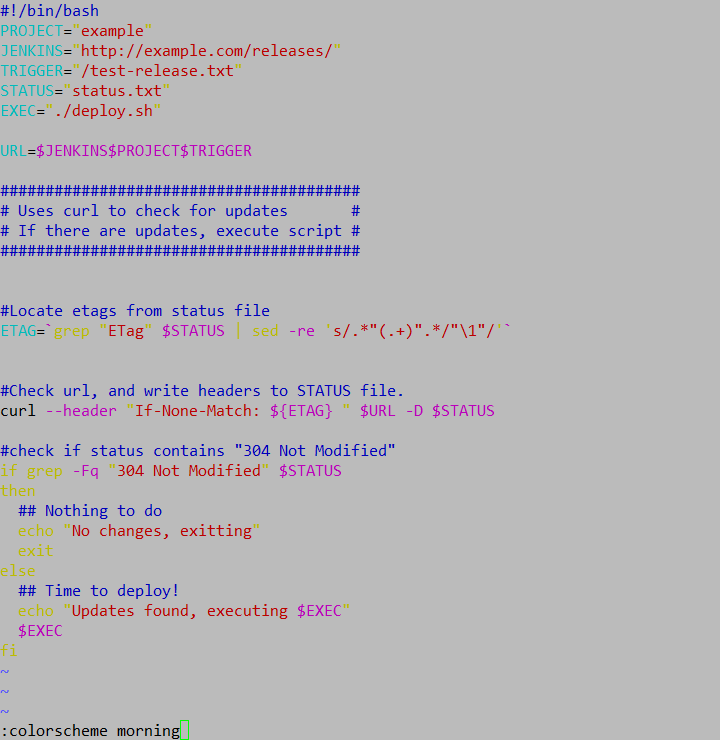 #!/bin/bash
PROJECT="example"
JENKINS="http://example.com/releases/"
TRIGGER="/test-release.txt"
STATUS="status.txt"
EXEC="./deploy.sh"
URL=$JENKINS$PROJECT$TRIGGER
########################################
# Uses curl to check for updates       #
# If there are updates, execute script #
########################################
#Locate etags from status file
ETAG=`grep "ETag" $STATUS | sed -re 's/.*"(.+)".*/"\1"/'`
#Check url, and write headers to STATUS file.
curl --header "If-None-Match: ${ETAG} " $URL -D $STATUS
#check if status contains "304 Not Modified"
if grep -Fq "304 Not Modified" $STATUS
then
  ## Nothing to do
  echo "No changes, exitting"
  exit
else
  ## Time to deploy!
  echo "Updates found, executing $EXEC"
  $EXEC
fi
~
~
~
:colorscheme morning